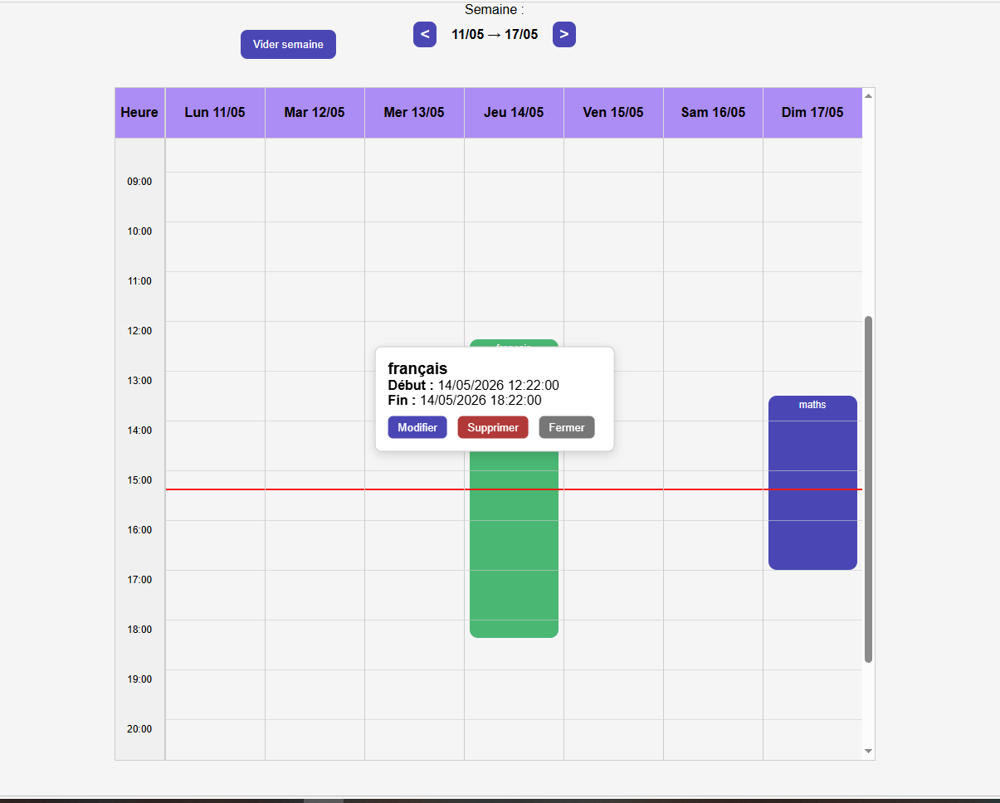 Semaine :
Vider semaine
< 11/05 → 17/05 >
Heure Lun 11/05 Mar 12/05 Mer 13/05 Jeu 14/05 Ven 15/05 Sam 16/05 Dim 17/05
09:00
10:00
11:00
12:00
français
13:00
Début : 14/05/2026 12:22:00
Fin : 14/05/2026 18:22:00
maths
Modifier Supprimer Fermer
14:00
15:00
16:00
17:00
18:00
19:00
20:00